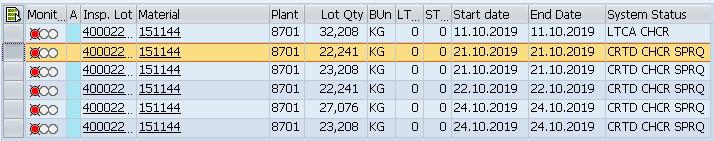 Monit... A Insp. Lot Material Plant Lot Qty BUn LT... ST... Start date End Date System Status
400022... 151144 8701 32,208 KG 0 0 11.10.2019 11.10.2019 LTCA CHCR
400022... 151144 8701 22,241 KG 0 0 21.10.2019 21.10.2019 CRTD CHCR SPRQ
400022... 151144 8701 23,208 KG 0 0 21.10.2019 21.10.2019 CRTD CHCR SPRQ
400022... 151144 8701 22,241 KG 0 0 22.10.2019 22.10.2019 CRTD CHCR SPRQ
400022... 151144 8701 27,076 KG 0 0 24.10.2019 24.10.2019 CRTD CHCR SPRQ
400022... 151144 8701 23,208 KG 0 0 24.10.2019 24.10.2019 CRTD CHCR SPRQ